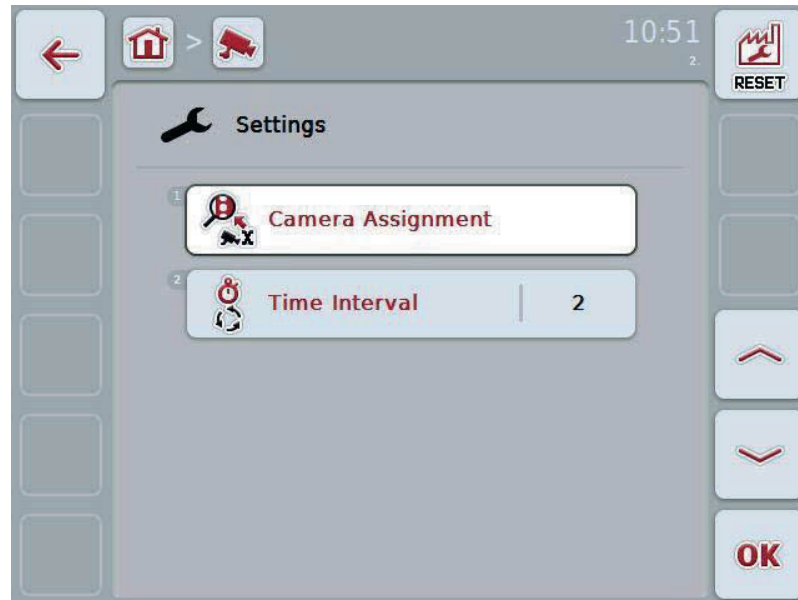 >
10:51
2.
RESET
Settings
1
Camera Assignment
X
2
Time Interval 2
OK